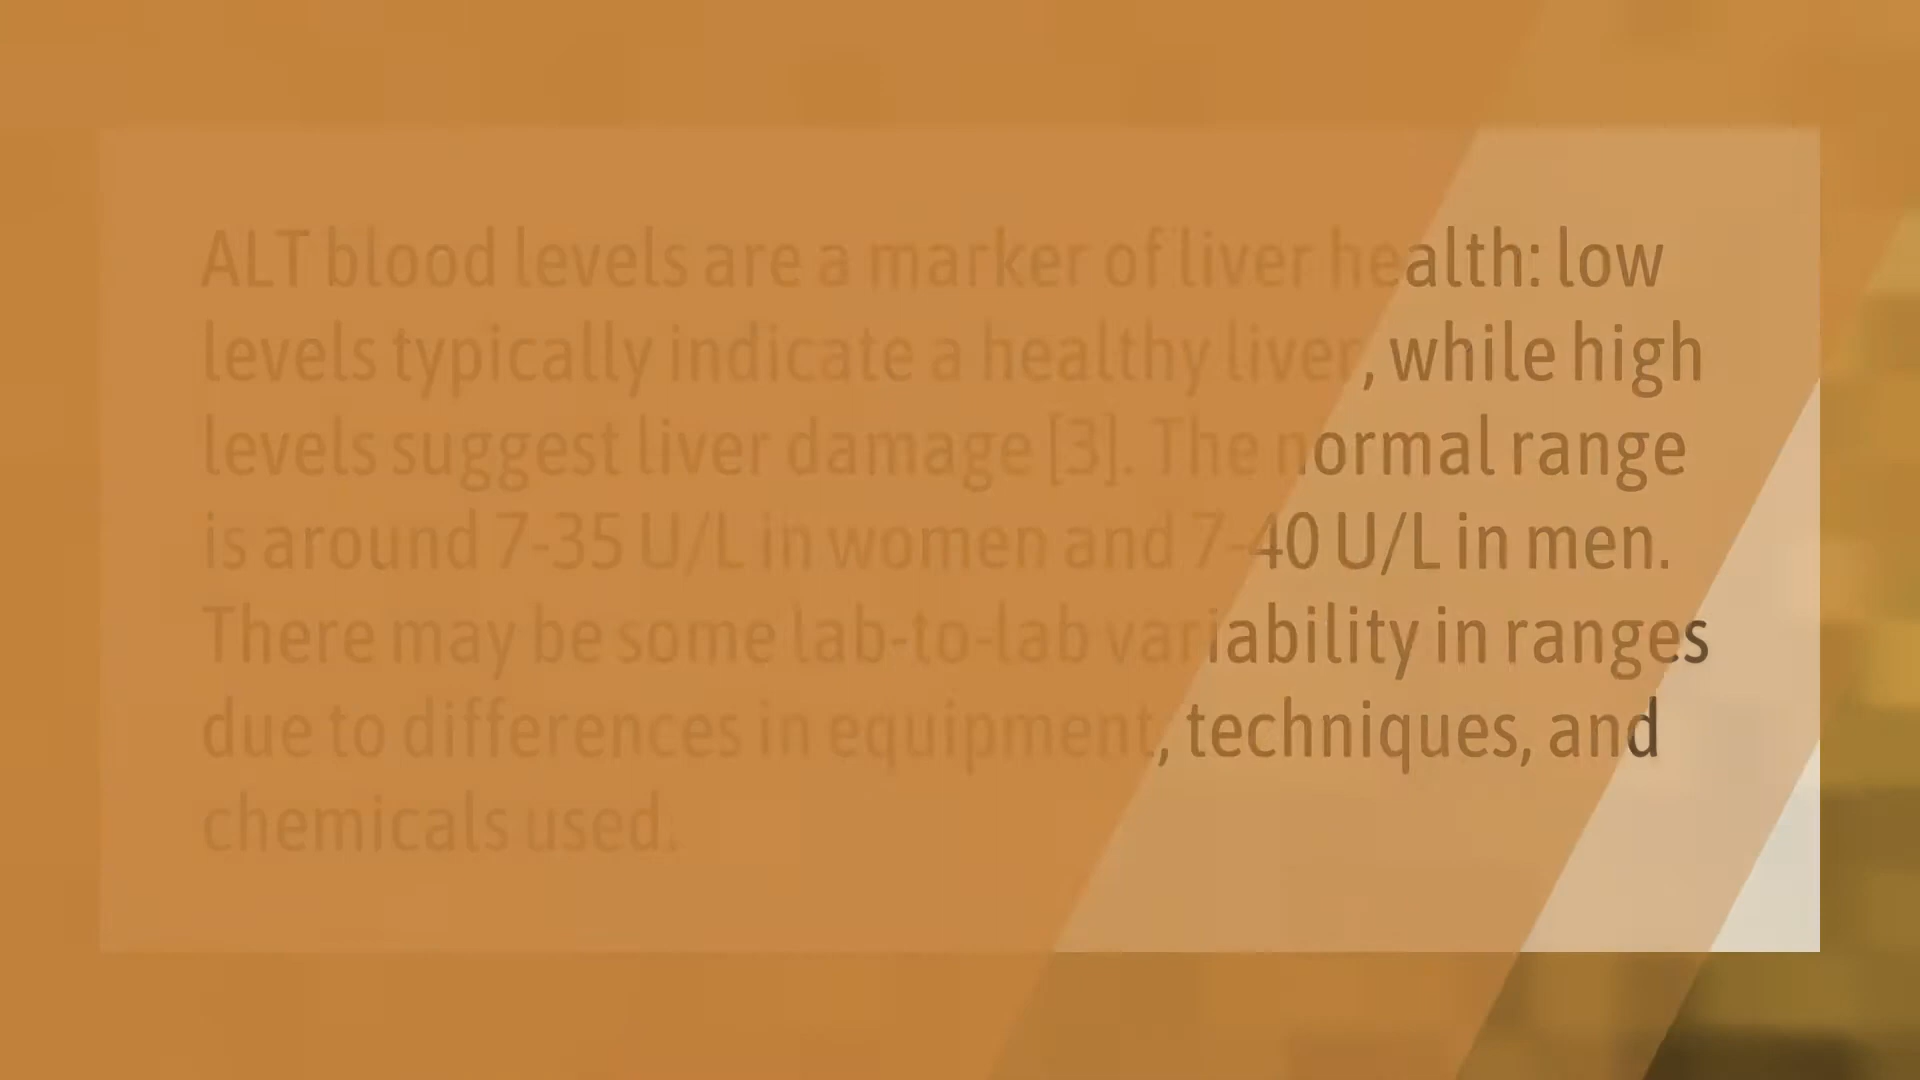 ALT blood levels are a marker of liver health: low
levels typically indicate a healthy liver, while high
levels suggest liver damage [3]. The normal range
is around 7-35 U/L in women and 7-40 U/L in men.
There may be some lab-to-lab variability in ranges
due to differences in equipment, techniques, and
chemicals used.